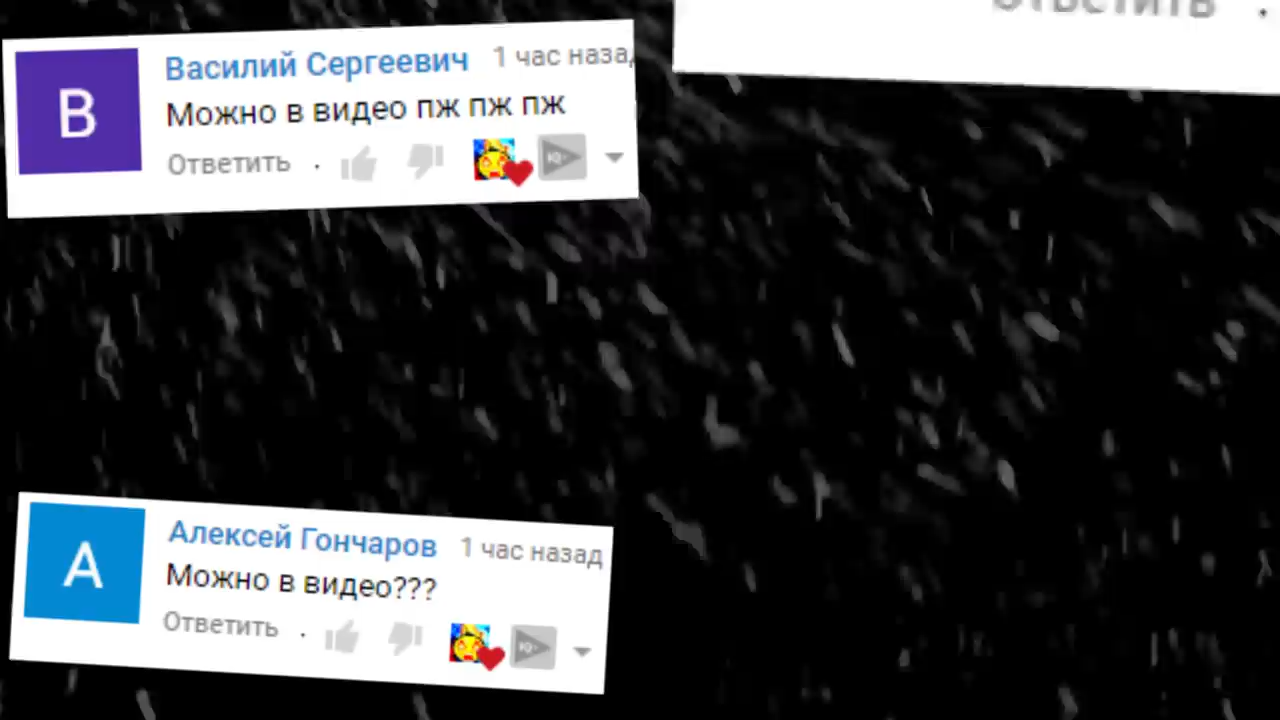 Ответить .
В
Василий Сергеевич 1 час назад
Можно в видео пж пж пж
Ответить .
А
Алексей Гончаров 1 час назад
Можно в видео???
Ответить .